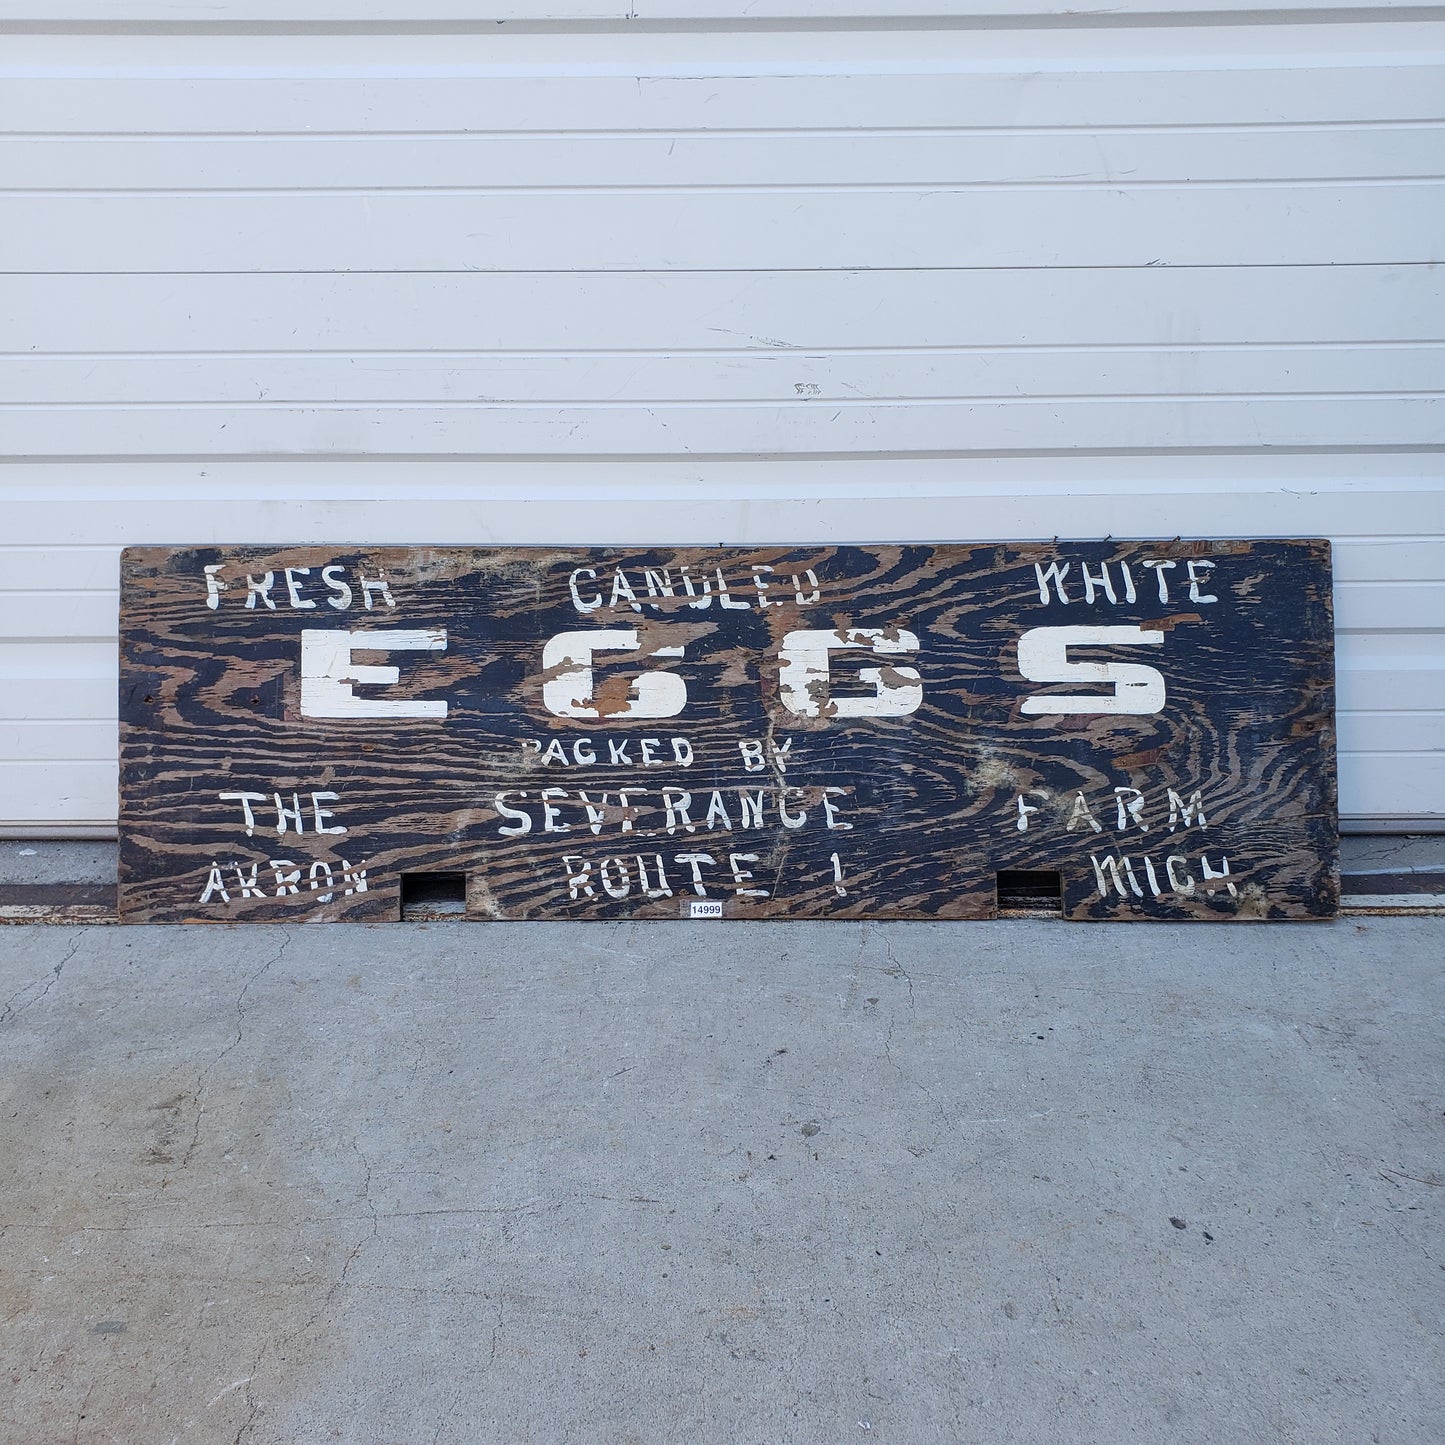 FRESH CANDLED WHITE
EGGS
PACKED BY
THE SEVERANCE FARM
AKRON ROUTE 1 MICH
14999